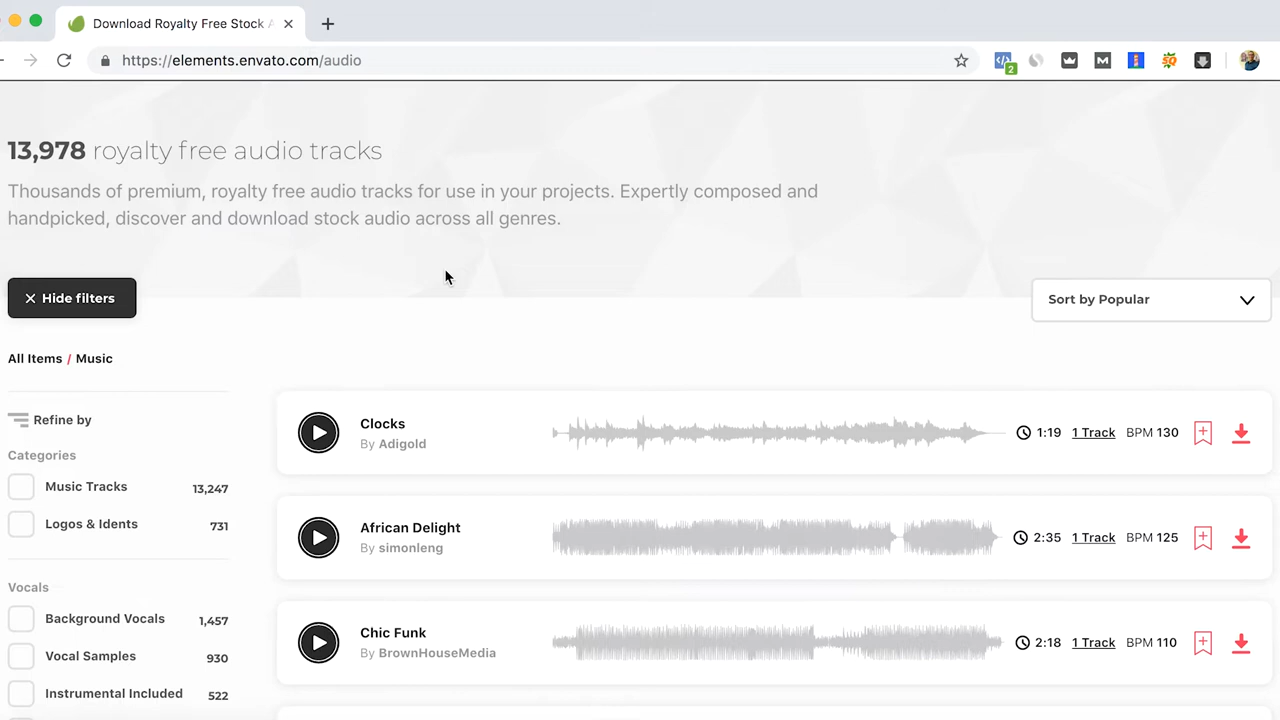 Download Royalty Free Stock A
https://elements.envato.com/audio
2
M
SQ
13,978 royalty free audio tracks
Thousands of premium, royalty free audio tracks for use in your projects. Expertly composed and
handpicked, discover and download stock audio across all genres.
Hide filters
Sort by Popular
All Items / Music
Refine by
Categories
Music Tracks 13,247
Logos & Idents 731
Vocals
Background Vocals 1,457
Vocal Samples 930
Instrumental Included 522
Clocks
By Adigold
1:19 1 Track BPM 130
African Delight
By simonleng
2:35 1 Track BPM 125
Chic Funk
By BrownHouseMedia
2:18 1 Track BPM 110